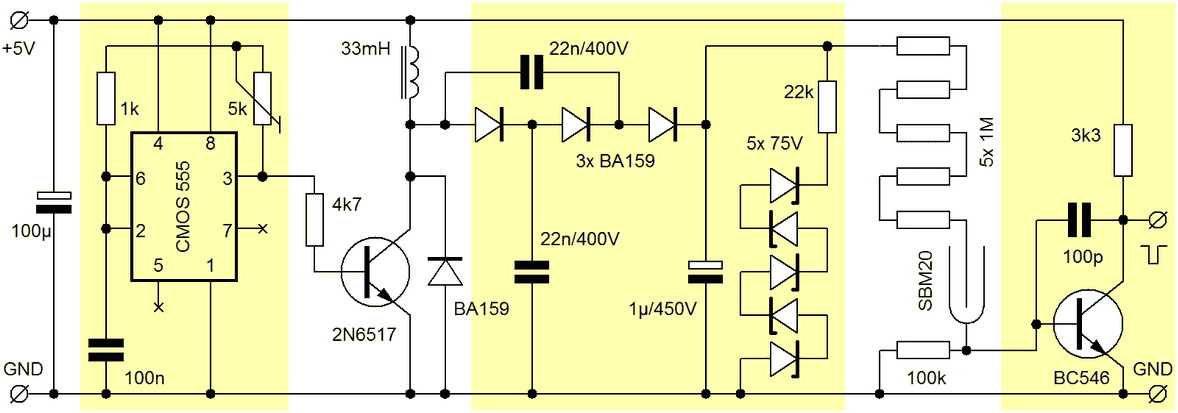 +5V
100µ
GND
1k
5k
4
8
6
3
2
7
5
1
CMOS 555
100n
4k7
33mH
2N6517
BA159
22n/400V
3x BA159
22n/400V
1µ/450V
22k
5x 75V
5x 1M
SBM20
100k
3k3
100p
BC546
GND